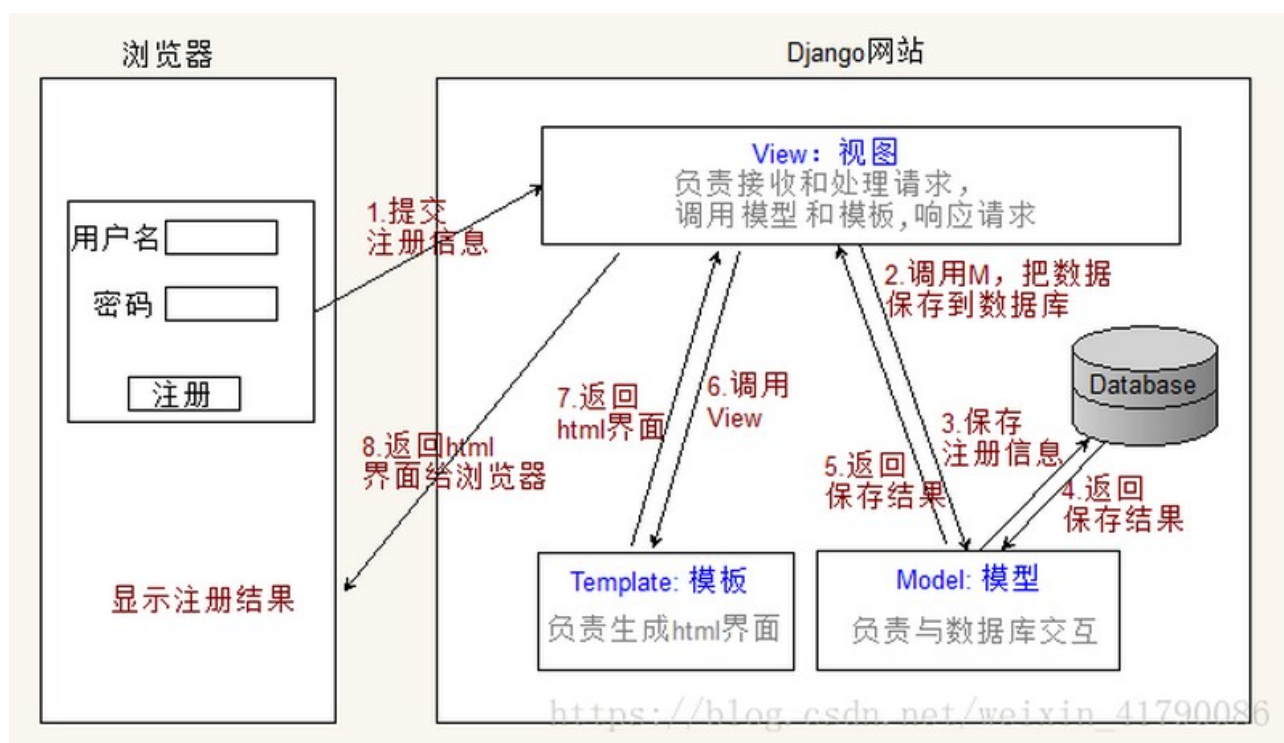 浏览器
Django网站
View：视图
负责接收和处理请求，
调用模型和模板,响应请求
用户名
密码
注册
1.提交
注册信息
2.调用M，把数据
保存到数据库
Database
3.保存
注册信息
4.返回
保存结果
5.返回
保存结果
6.调用
View
7.返回
html界面
8.返回html
界面给浏览器
显示注册结果
Template: 模板
负责生成html界面
Model: 模型
负责与数据库交互
https://blog.csdn.net/weixin_41790086